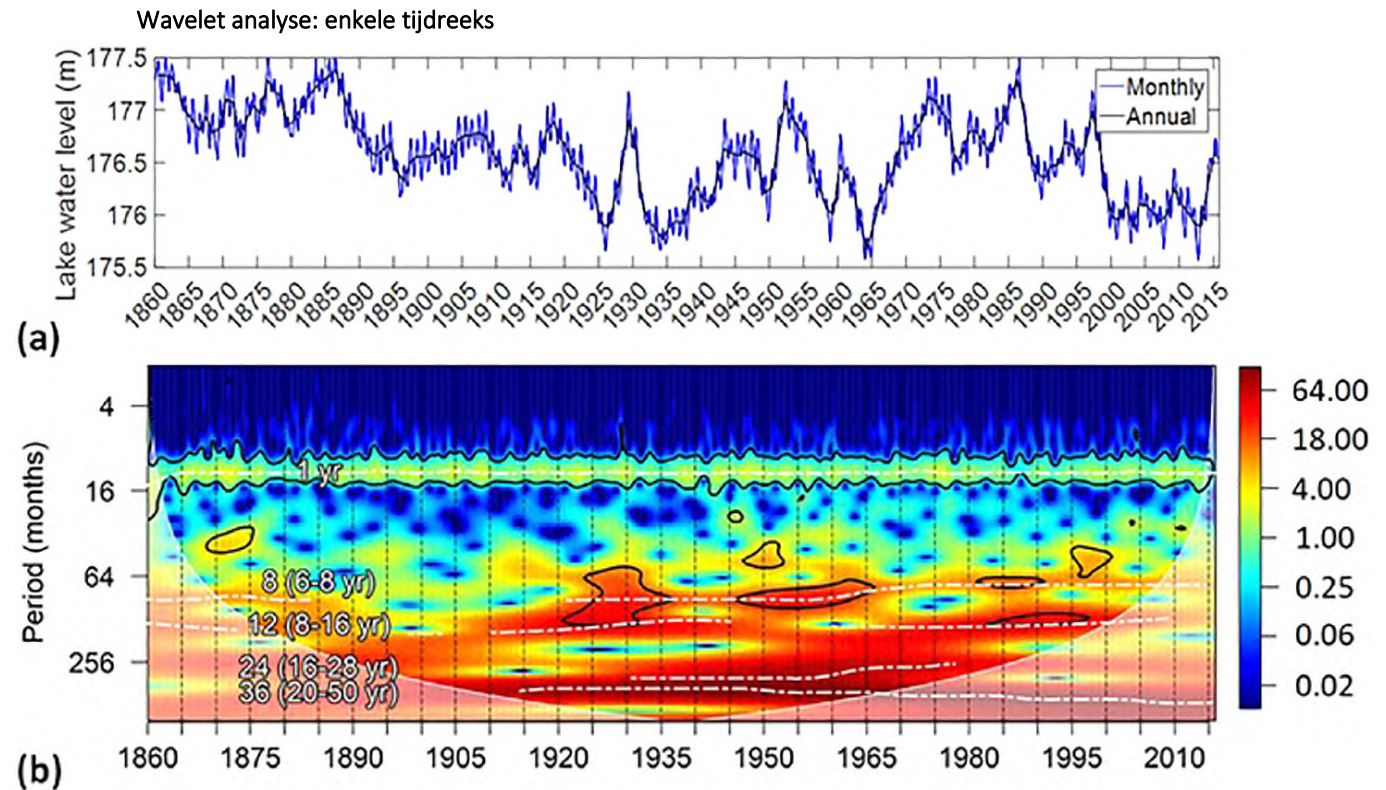 Wavelet analyse: enkele tijdreeks
Lake water level (m)
177.5
177
176.5
176
175.5
Monthly
Annual
1860 1865 1870 1875 1880 1885 1890 1895 1900 1905 1910 1915 1920 1925 1930 1935 1940 1945 1950 1955 1960 1965 1970 1975 1980 1985 1990 1995 2000 2005 2010 2015
(a)
Period (months)
4
16
64
256
1 yr
8 (6-8 yr)
12 (8-16 yr)
24 (16-28 yr)
36 (20-50 yr)
64.00
18.00
4.00
1.00
0.25
0.06
0.02
1860 1875 1890 1905 1920 1935 1950 1965 1980 1995 2010
(b)